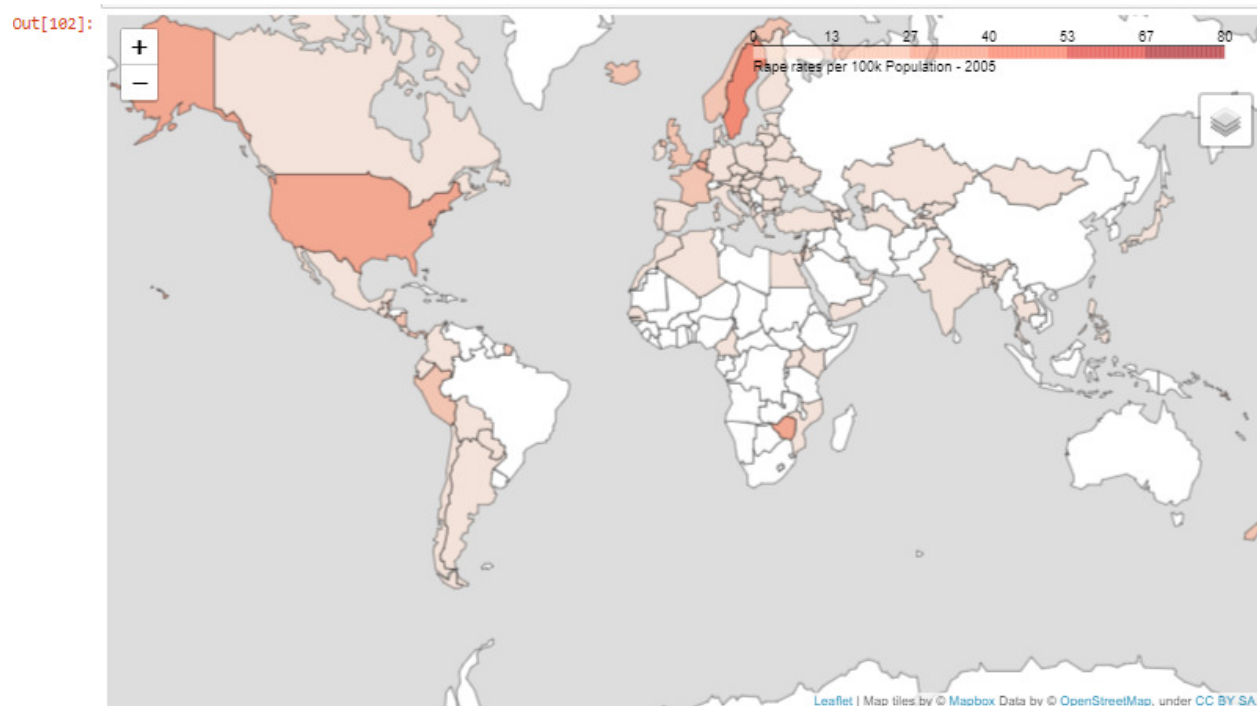 Out[102]:
+
−
0 13 27 40 53 67 80
Rape rates per 100k Population - 2005
Leaflet | Map tiles by © Mapbox Data by © OpenStreetMap, under CC BY SA